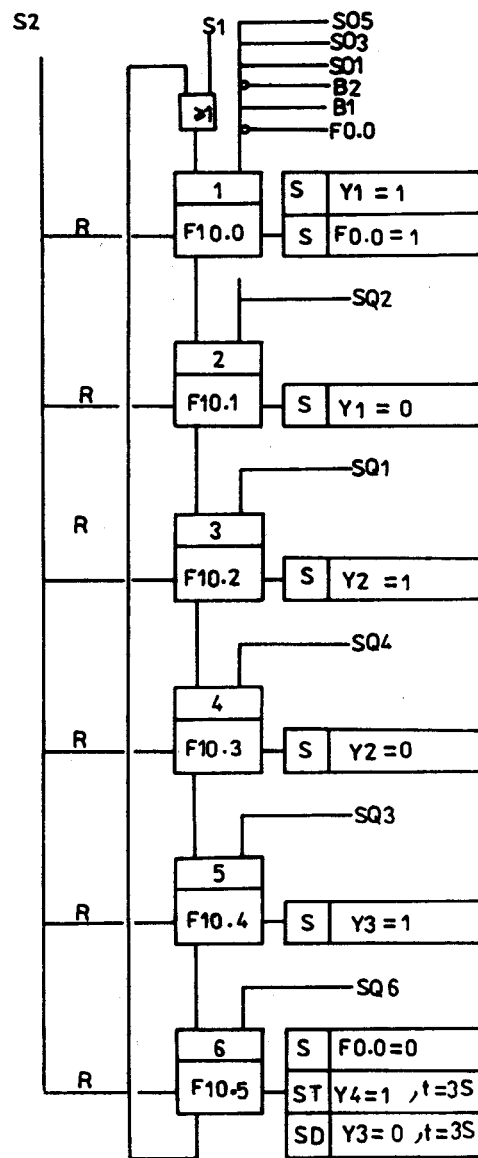 S2
S1
SO5
SO3
SO1
B2
B1
F0.0
≥1
1
F10.0
R
S Y1 = 1
S F0.0 = 1
SQ2
2
F10.1
R
S Y1 = 0
SQ1
3
F10.2
R
S Y2 = 1
SQ4
4
F10.3
R
S Y2=0
SQ3
5
F10.4
R
S Y3=1
SQ6
6
F10.5
R
S F0.0=0
ST Y4=1 , t=3S
SD Y3=0 , t=3S